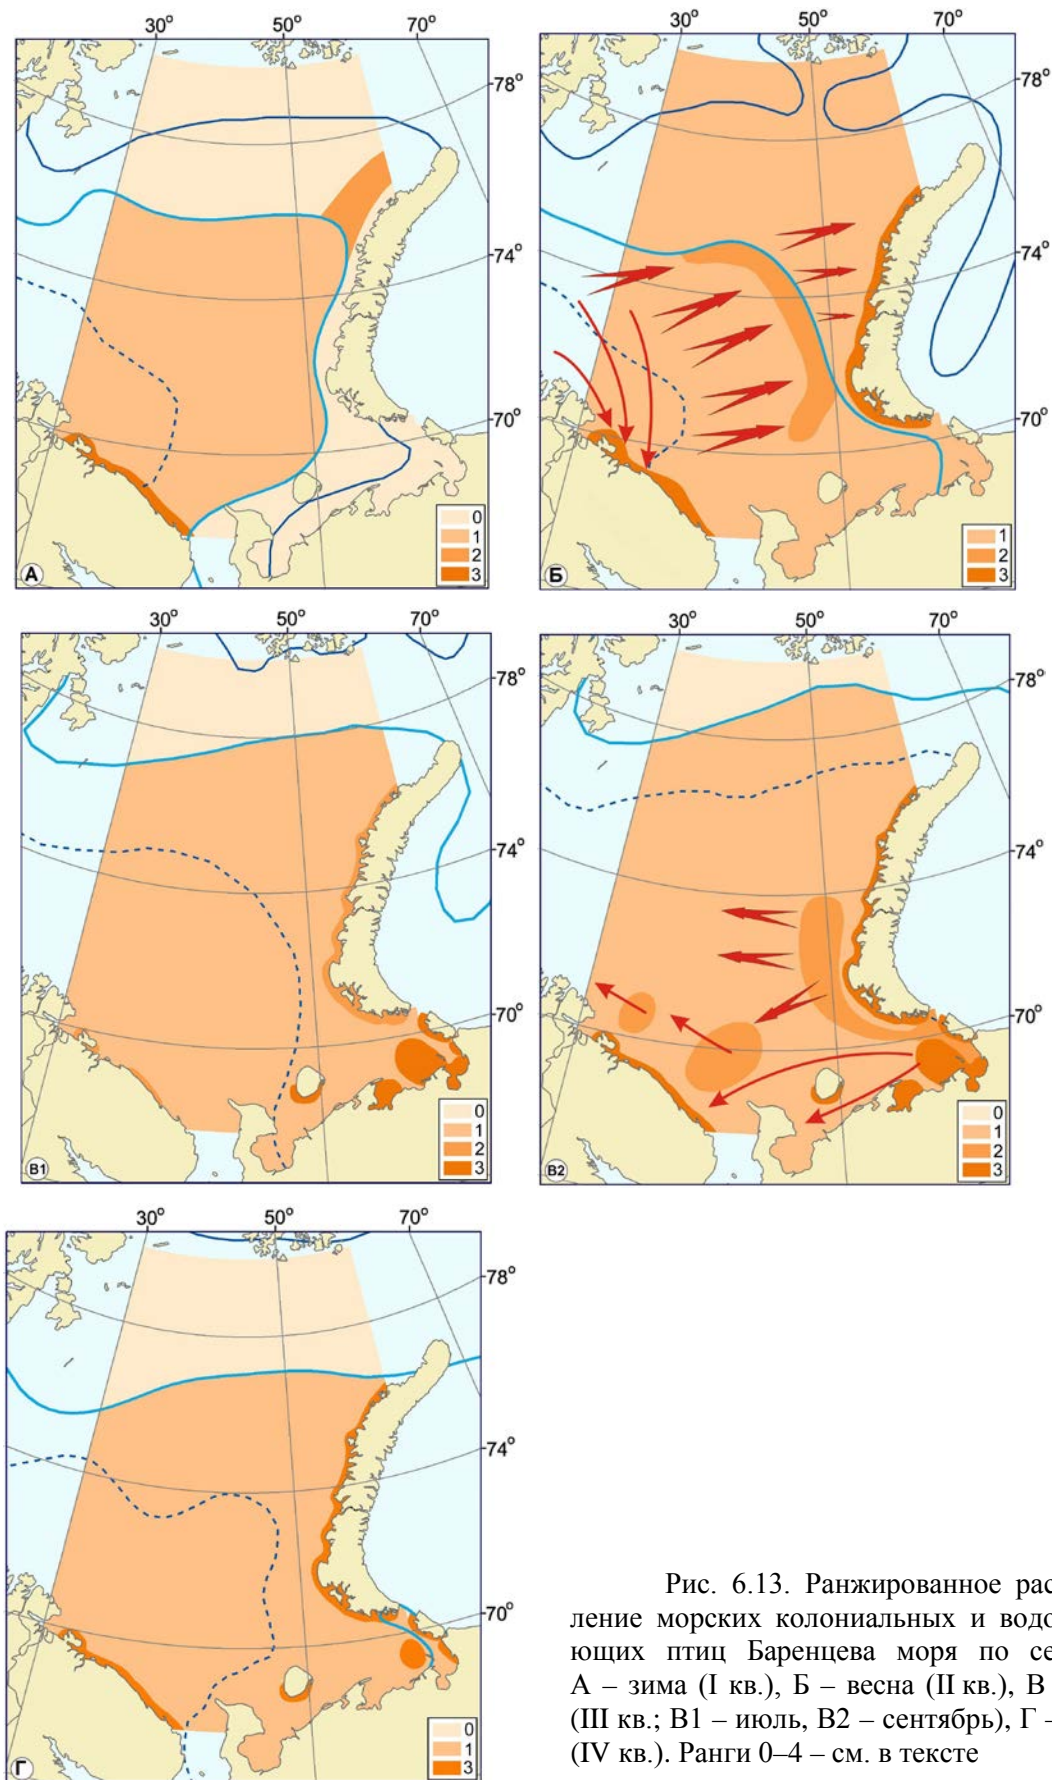 30° 50° 70°
78°
74°
70°
0
1
2
3
А
30° 50° 70°
78°
74°
70°
1
2
3
Б
30° 50° 70°
78°
74°
70°
0
1
2
3
В1
30° 50° 70°
78°
74°
70°
0
1
2
3
В2
30° 50° 70°
78°
74°
70°
0
1
3
Г
Рис. 6.13. Ранжированное рас
ление морских колониальных и водо
ющих птиц Баренцева моря по се
А – зима (I кв.), Б – весна (II кв.), В
(III кв.; В1 – июль, В2 – сентябрь), Г –
(IV кв.). Ранги 0–4 – см. в тексте